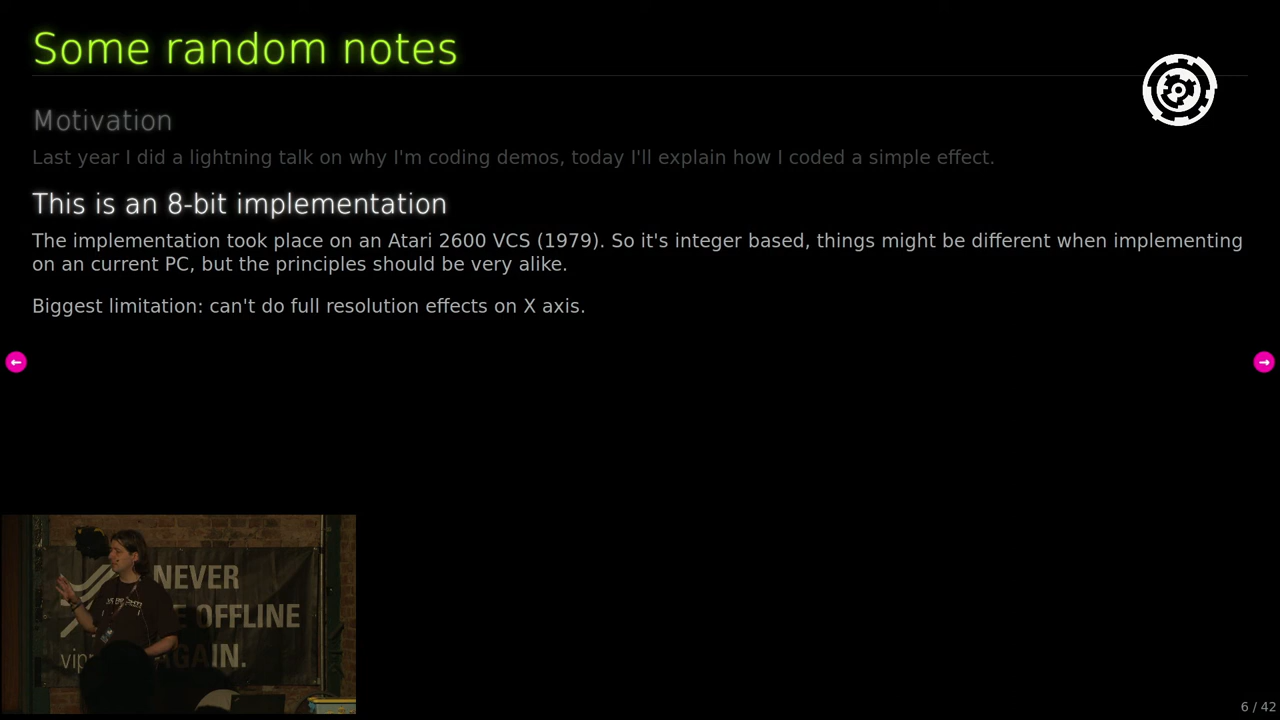 Some random notes
Motivation
Last year I did a lightning talk on why I'm coding demos, today I'll explain how I coded a simple effect.
This is an 8-bit implementation
The implementation took place on an Atari 2600 VCS (1979). So it's integer based, things might be different when implementing
on an current PC, but the principles should be very alike.
Biggest limitation: can't do full resolution effects on X axis.
NEVER
OFFLINE
AGAIN.
6 / 42